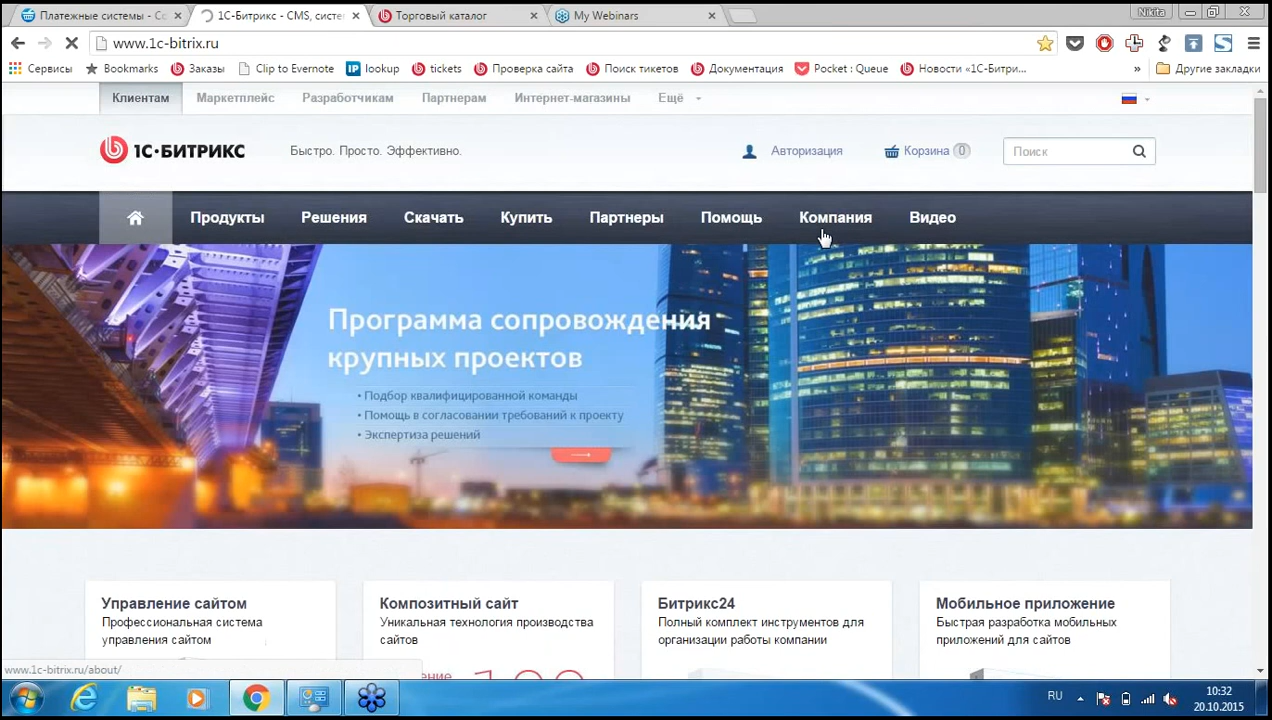 Платежные системы - Сс
1С-Битрикс - CMS, систе
Торговый каталог
My Webinars
Nikita
www.1c-bitrix.ru
Сервисы
Bookmarks
Заказы
Clip to Evernote
lookup
tickets
Проверка сайта
Поиск тикетов
Документация
Pocket : Queue
Новости «1С-Битри...
»
Другие закладки
Клиентам
Маркетплейс
Разработчикам
Партнерам
Интернет-магазины
Ещё
1С·БИТРИКС
Быстро. Просто. Эффективно.
Авторизация
Корзина 0
Поиск
Продукты
Решения
Скачать
Купить
Партнеры
Помощь
Компания
Видео
Программа сопровождения
крупных проектов
• Подбор квалифицированной команды
• Помощь в согласовании требований к проекту
• Экспертиза решений
Управление сайтом
Профессиональная система
управления сайтом
Композитный сайт
Уникальная технология производства
сайтов
Битрикс24
Полный комплект инструментов для
организации работы компании
Мобильное приложение
Быстрая разработка мобильных
приложений для сайтов
www.1c-bitrix.ru/about/
RU
10:32
20.10.2015